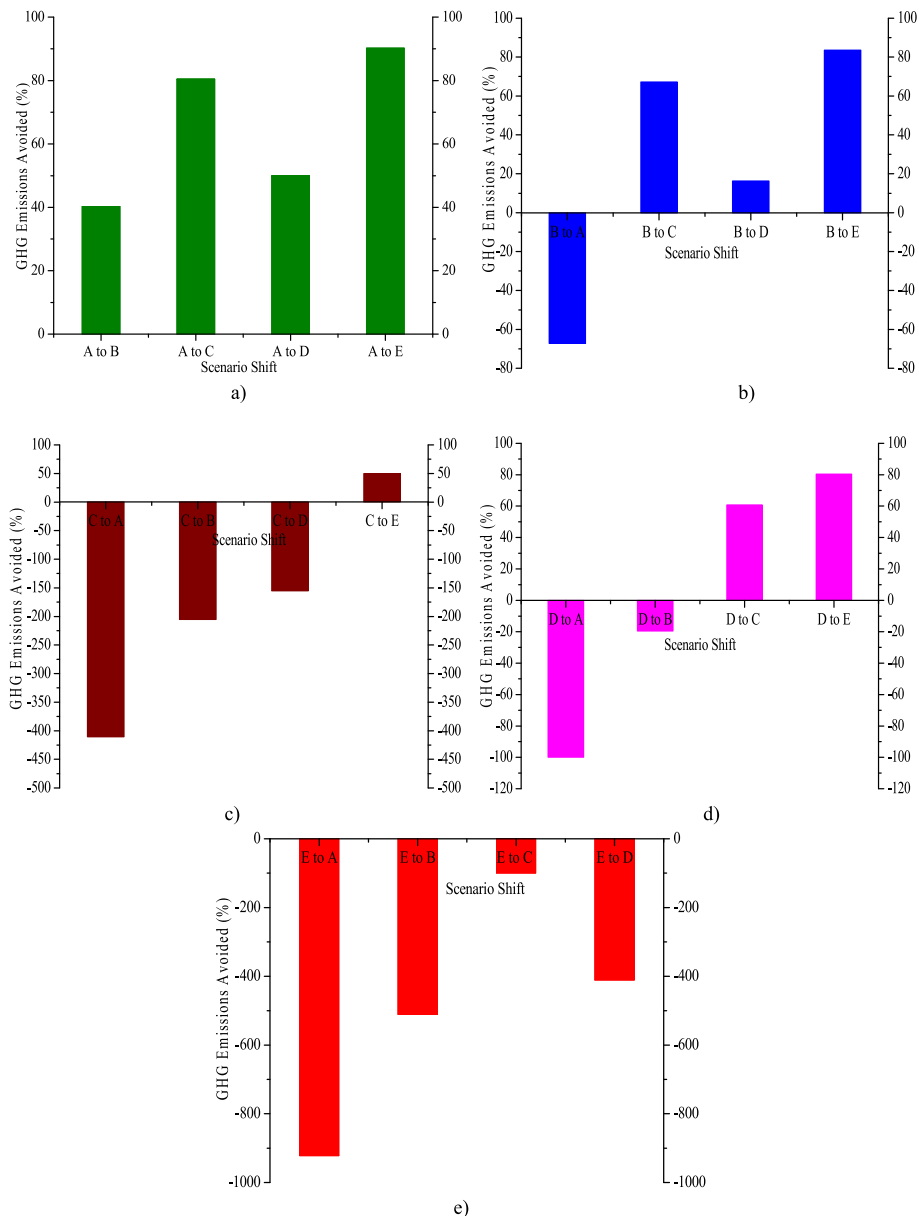 GHG Emissions Avoided (%)
100
80
60
40
20
0
100
80
60
40
20
0
A to B
A to C
A to D
A to E
Scenario Shift
a)
GHG Emissions Avoided (%)
100
80
60
40
20
0
-20
-40
-60
-80
100
80
60
40
20
0
-20
-40
-60
-80
B to A
B to C
B to D
B to E
Scenario Shift
b)
GHG Emissions Avoided (%)
100
50
0
-50
-100
-150
-200
-250
-300
-350
-400
-450
-500
100
50
0
-50
-100
-150
-200
-250
-300
-350
-400
-450
-500
C to A
C to B
C to D
C to E
Scenario Shift
c)
GHG Emissions Avoided (%)
100
80
60
40
20
0
-20
-40
-60
-80
-100
-120
100
80
60
40
20
0
-20
-40
-60
-80
-100
-120
D to A
D to B
D to C
D to E
Scenario Shift
d)
GHG Emissions Avoided (%)
0
-200
-400
-600
-800
-1000
0
-200
-400
-600
-800
-1000
E to A
E to B
E to C
E to D
Scenario Shift
e)